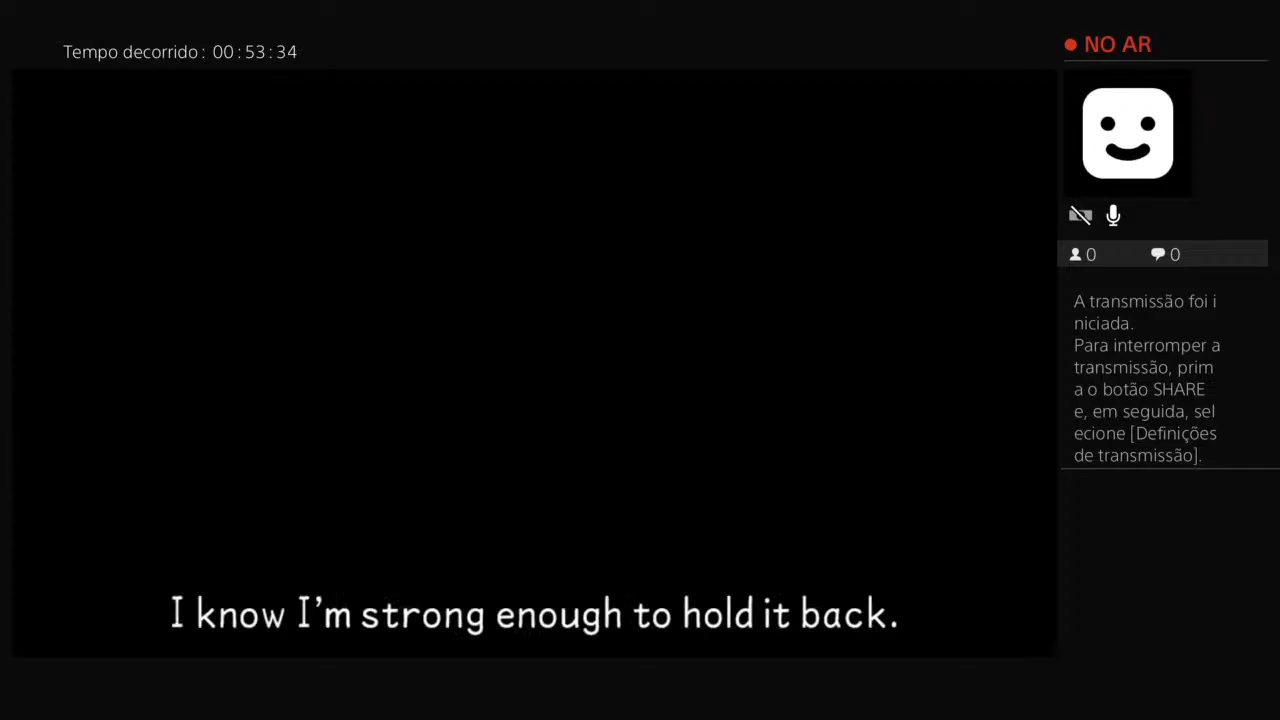 Tempo decorrido: 00:53:34
NO AR
0 0
A transmissão foi i
niciada.
Para interromper a
transmissão, prim
a o botão SHARE
e, em seguida, sel
ecione [Definições
de transmissão].
I know I'm strong enough to hold it back.